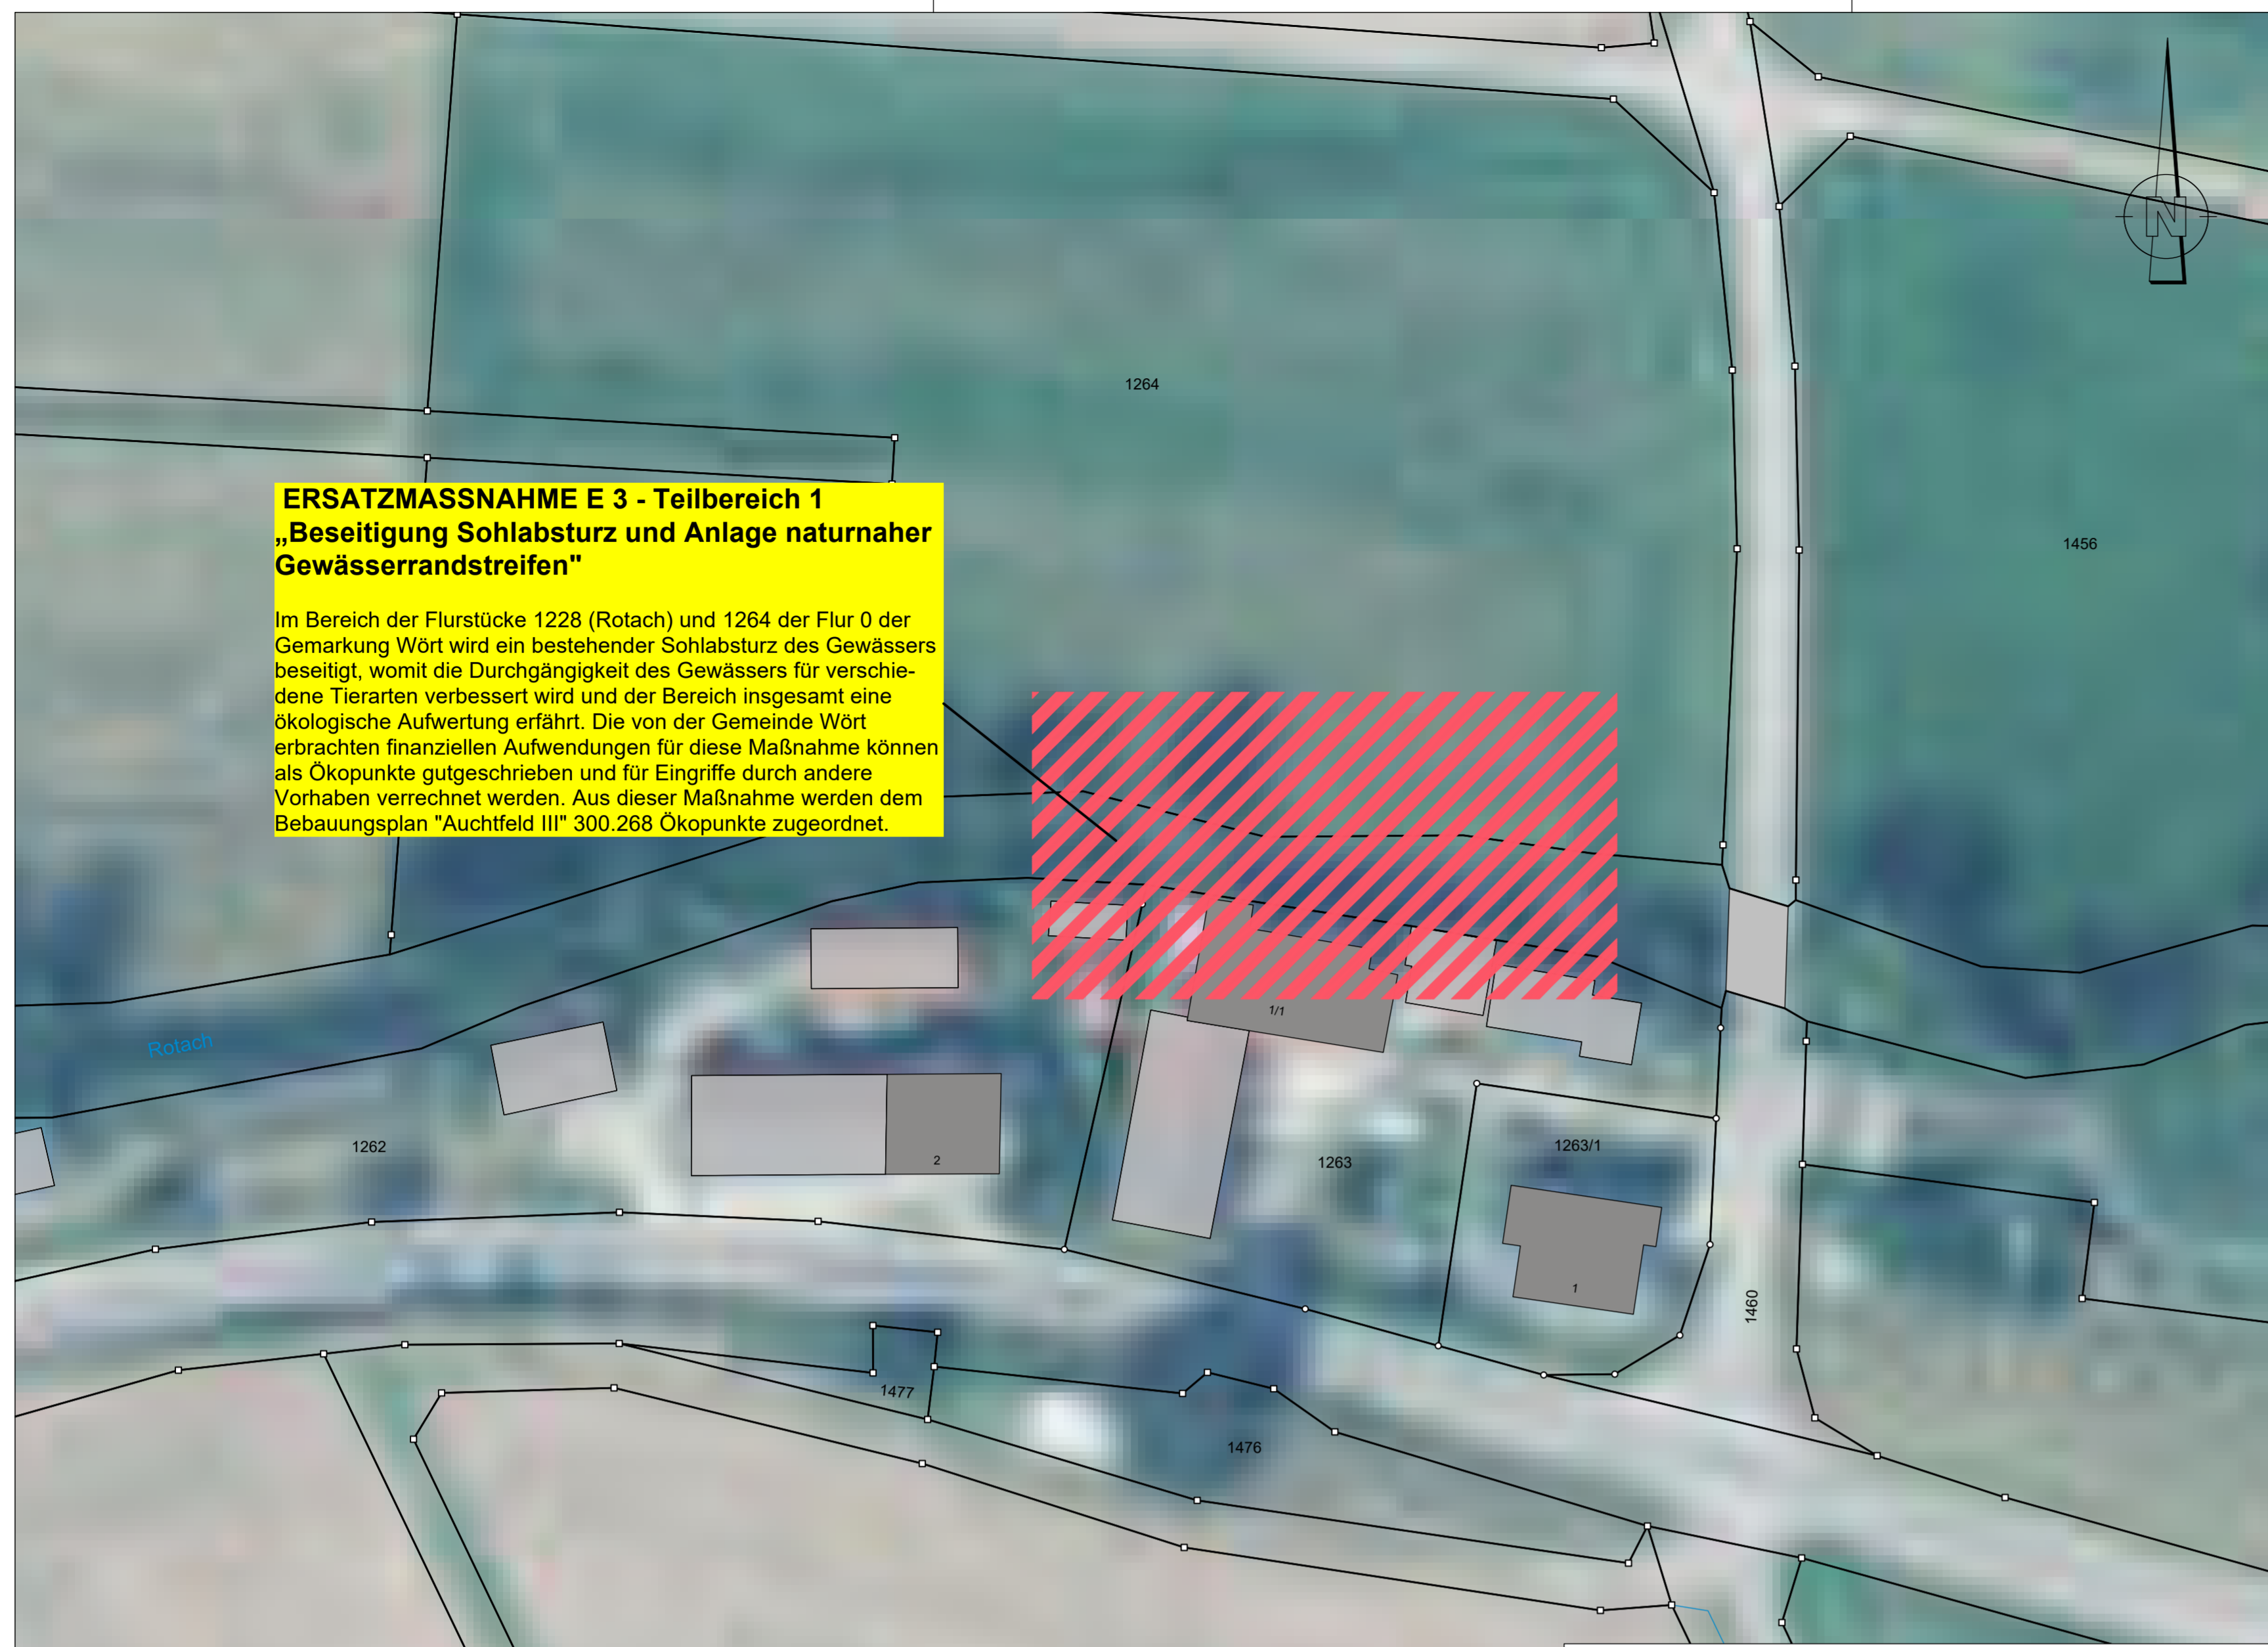 N
1264
1456
ERSATZMASSNAHME E 3 - Teilbereich 1
„Beseitigung Sohlabsturz und Anlage naturnaher
Gewässerrandstreifen"
Im Bereich der Flurstücke 1228 (Rotach) und 1264 der Flur 0 der
Gemarkung Wört wird ein bestehender Sohlabsturz des Gewässers
beseitigt, womit die Durchgängigkeit des Gewässers für verschie-
dene Tierarten verbessert wird und der Bereich insgesamt eine
ökologische Aufwertung erfährt. Die von der Gemeinde Wört
erbrachten finanziellen Aufwendungen für diese Maßnahme können
als Ökopunkte gutgeschrieben und für Eingriffe durch andere
Vorhaben verrechnet werden. Aus dieser Maßnahme werden dem
Bebauungsplan "Auchtfeld III" 300.268 Ökopunkte zugeordnet.
1/1
Rotach
1262
2
1263
1263/1
1
1460
1477
1476